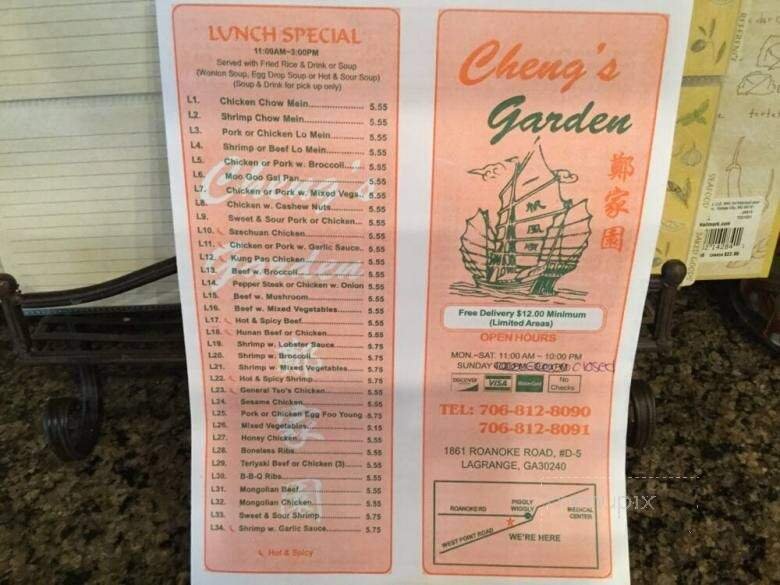 LUNCH SPECIAL
11:00AM~3:00PM
Served with Fried Rice & Drink or Soup
(Wonton Soup, Egg Drop Soup or Hot & Sour Soup)
(Soup & Drink for pick up only)
L1. Chicken Chow Mein 5.55
L2. Shrimp Chow Mein 5.55
L3. Pork or Chicken Lo Mein 5.55
L4. Shrimp or Beef Lo Mein 5.55
L5. Chicken or Pork w. Broccoli 5.55
L6. Moo Goo Gai Pan 5.55
L7. Chicken or Pork w. Mixed Vegs. 5.55
L8. Chicken w. Cashew Nuts 5.55
L9. Sweet & Sour Pork or Chicken 5.55
L10. Szechuan Chicken 5.55
L11. Chicken or Pork w. Garlic Sauce 5.55
L12. Kung Pao Chicken 5.55
L13. Beef w. Broccoli 5.55
L14. Pepper Steak or Chicken w. Onion 5.55
L15. Beef w. Mushroom 5.55
L16. Beef w. Mixed Vegetables 5.55
L17. Hot & Spicy Beef 5.55
L18. Hunan Beef or Chicken 5.55
L19. Shrimp w. Lobster Sauce 5.75
L20. Shrimp w. Broccoli 5.75
L21. Shrimp w. Mixed Vegetables 5.75
L22. Hot & Spicy Shrimp 5.75
L23. General Tso's Chicken 5.55
L24. Sesame Chicken 5.55
L25. Pork or Chicken Egg Foo Young 5.75
L26. Mixed Vegetables 5.15
L27. Honey Chicken 5.55
L28. Boneless Ribs 5.55
L29. Teriyaki Beef or Chicken (3) 5.55
L30. B-B-Q Ribs 5.55
L31. Mongolian Beef 5.55
L32. Mongolian Chicken 5.55
L33. Sweet & Sour Shrimp 5.75
L34. Shrimp w. Garlic Sauce 5.75
Hot & Spicy
Cheng's
Garden
Cheng's
Garden
鄭家園
帆風
Free Delivery $12.00 Minimum
(Limited Areas)
OPEN HOURS
MON.~SAT. 11:00 AM ~ 10:00 PM
SUNDAY closed
DISCOVER VISA MasterCard No Checks
TEL: 706-812-8090
706-812-8091
1861 ROANOKE ROAD, #D-5
LAGRANGE, GA30240
ROANOKERD
PIGGLY WIGGLY
MEDICAL CENTER
WEST POINT ROAD
WE'RE HERE
REFERENCE
SEAFOOD